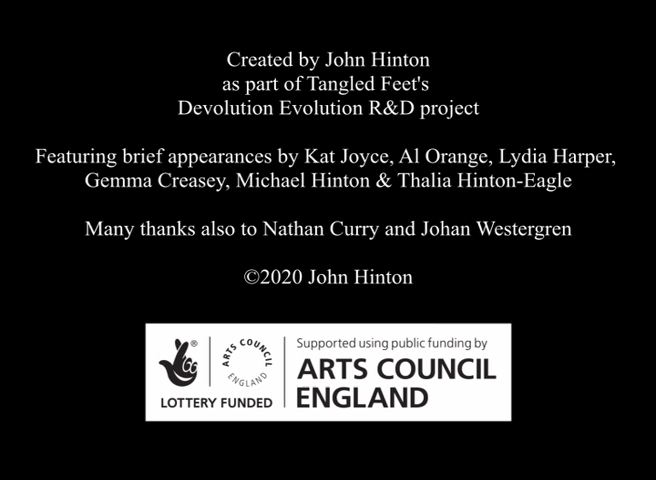 Created by John Hinton
as part of Tangled Feet's
Devolution Evolution R&D project
Featuring brief appearances by Kat Joyce, Al Orange, Lydia Harper,
Gemma Creasey, Michael Hinton & Thalia Hinton-Eagle
Many thanks also to Nathan Curry and Johan Westergren
©2020 John Hinton
®
LOTTERY FUNDED
ARTS COUNCIL
ENGLAND
Supported using public funding by
ARTS COUNCIL
ENGLAND